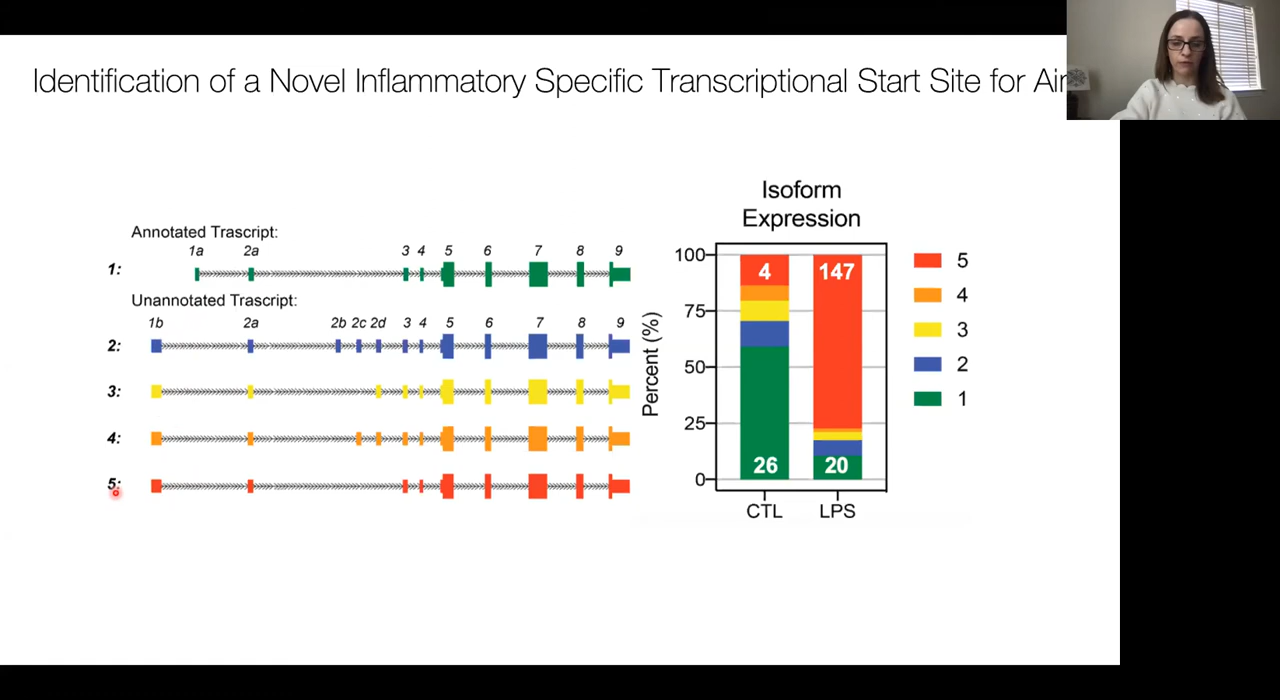 Identification of a Novel Inflammatory Specific Transcriptional Start Site for
Annotated Trascript:
1a 2a 3 4 5 6 7 8 9
1:
Unannotated Trascript:
1b 2a 2b 2c 2d 3 4 5 6 7 8 9
2:
3:
4:
5:
Isoform
Expression
Percent (%)
100
75
50
25
0
4 147
26 20
CTL LPS
5
4
3
2
1